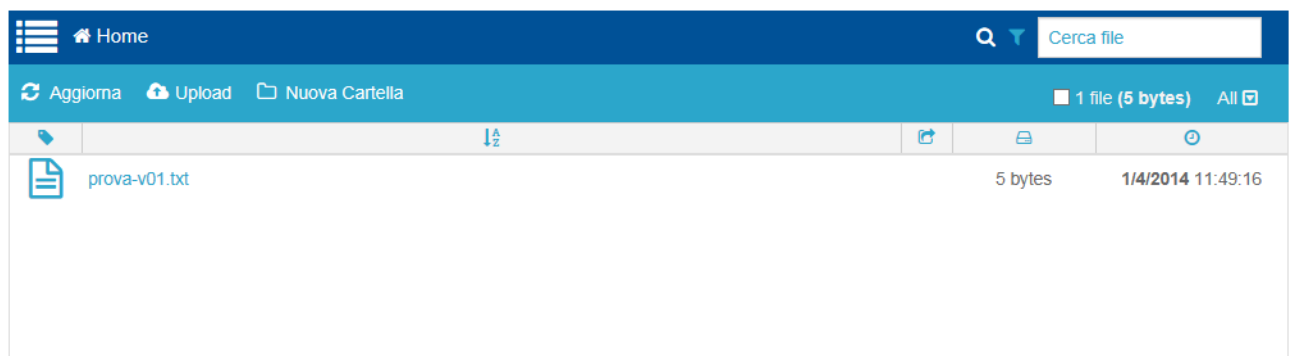 Home
Cerca file
Aggiorna Upload Nuova Cartella
1 file (5 bytes) All
prova-v01.txt 5 bytes 1/4/2014 11:49:16